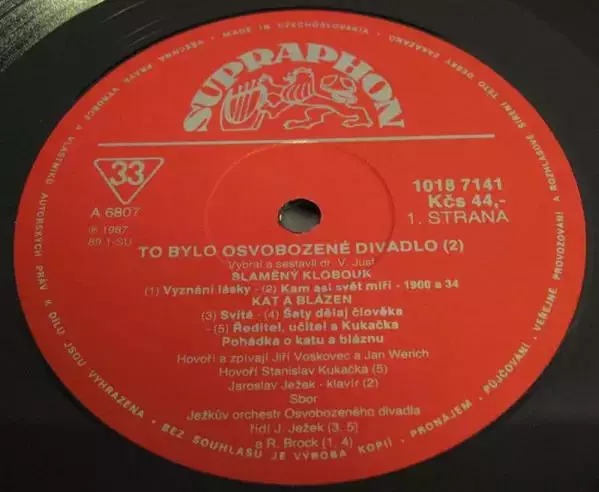 SUPRAPHON
33
A 6807
℗ 1987
89 1-SU
1018 7141
Kčs 44,-
1. STRANA
TO BYLO OSVOBOZENÉ DIVADLO (2)
Vybral a sestavil dr. V. Just
SLAMĚNÝ KLOBOUK
(1) Vyznání lásky - (2) Kam asi svět míří - 1900 a 34
KAT A BLÁZEN
(3) Svítá - (4) Šaty dělaj člověka
- (5) Ředitel, učitel a Kukačka
Pohádka o katu a bláznu
Hovoří a zpívají Jiří Voskovec a Jan Werich
Hovoří Stanislav Kukačka (5)
Jaroslav Ježek - klavír (2)
Sbor
Ježkův orchestr Osvobozeného divadla
řídí J. Ježek (3, 5)
a R. Brock (1, 4)
MADE IN CZECHOSLOVAKIA · VŠECHNA PRÁVA VÝROBCE A VLASTNÍKŮ AUTORSKÝCH PRÁV K DÍLU JSOU VYHRAZENA · BEZ SOUHLASU JE VÝROBA KOPIÍ · PRONÁJEM · PŮJČOVÁNÍ · VEŘEJNÉ PROVOZOVÁNÍ A ROZHLASOVÉ ŠÍŘENÍ TÉTO DESKY ZAKÁZÁNO